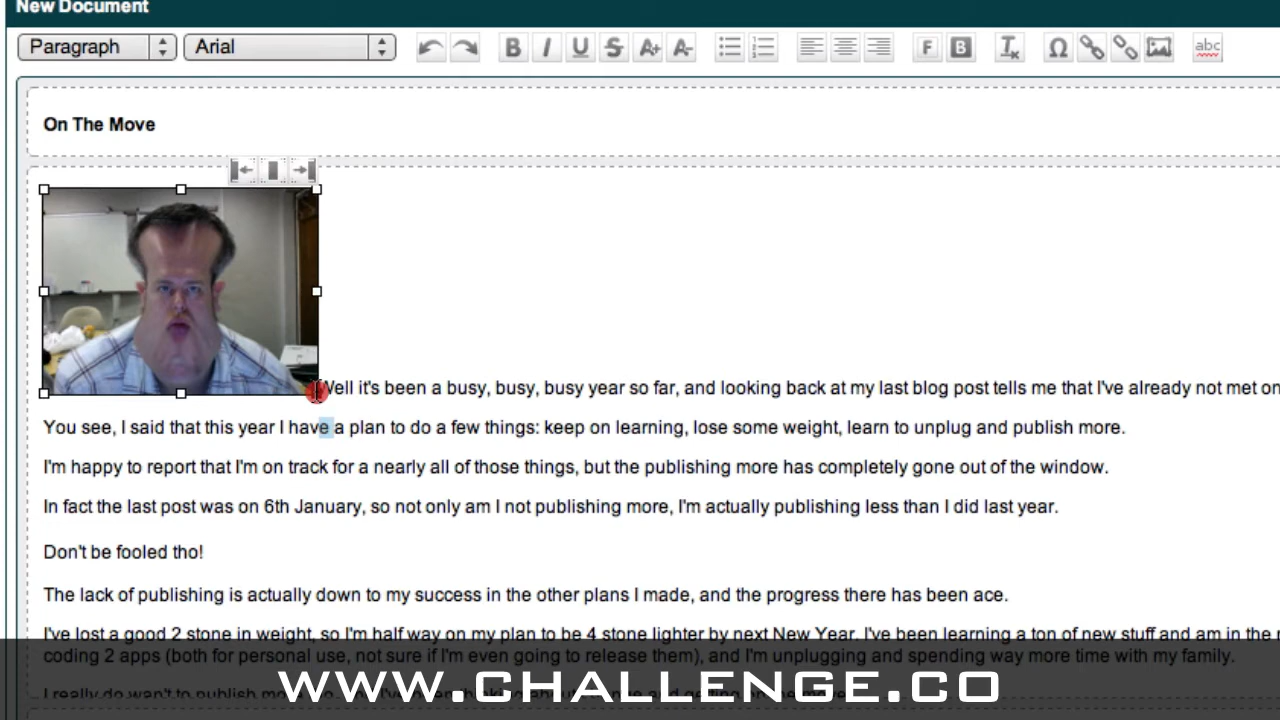 New Document
Paragraph Arial B I U S A+ A- F B Tx Ω abc
On The Move
Well it's been a busy, busy, busy year so far, and looking back at my last blog post tells me that I've already not met on
You see, I said that this year I have a plan to do a few things: keep on learning, lose some weight, learn to unplug and publish more.
I'm happy to report that I'm on track for a nearly all of those things, but the publishing more has completely gone out of the window.
In fact the last post was on 6th January, so not only am I not publishing more, I'm actually publishing less than I did last year.
Don't be fooled tho!
The lack of publishing is actually down to my success in the other plans I made, and the progress there has been ace.
I've lost a good 2 stone in weight, so I'm half way on my plan to be 4 stone lighter by next New Year. I've been learning a ton of new stuff and am in the
coding 2 apps (both for personal use, not sure if I'm even going to release them), and I'm unplugging and spending way more time with my family.
I really do wan't to publish more
WWW.CHALLENGE.CO